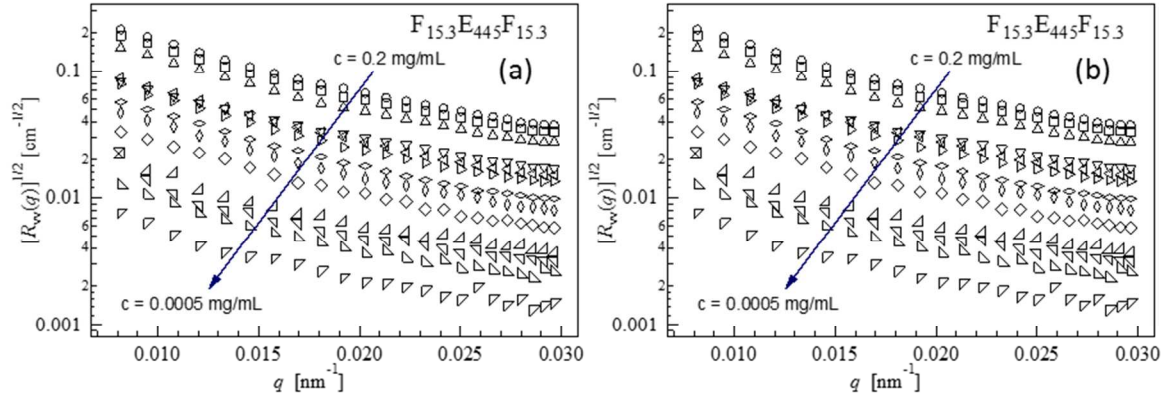 F15.3E445F15.3
c = 0.2 mg/mL
(a)
2
0.1
6
4
2
0.01
6
4
2
0.001
[Rvv(q)]1/2 [cm-1/2]
c = 0.0005 mg/mL
0.010 0.015 0.020 0.025 0.030
q [nm-1]
F15.3E445F15.3
c = 0.2 mg/mL
(b)
2
0.1
6
4
2
0.01
6
4
2
0.001
[Rvv(q)]1/2 [cm-1/2]
c = 0.0005 mg/mL
0.010 0.015 0.020 0.025 0.030
q [nm-1]